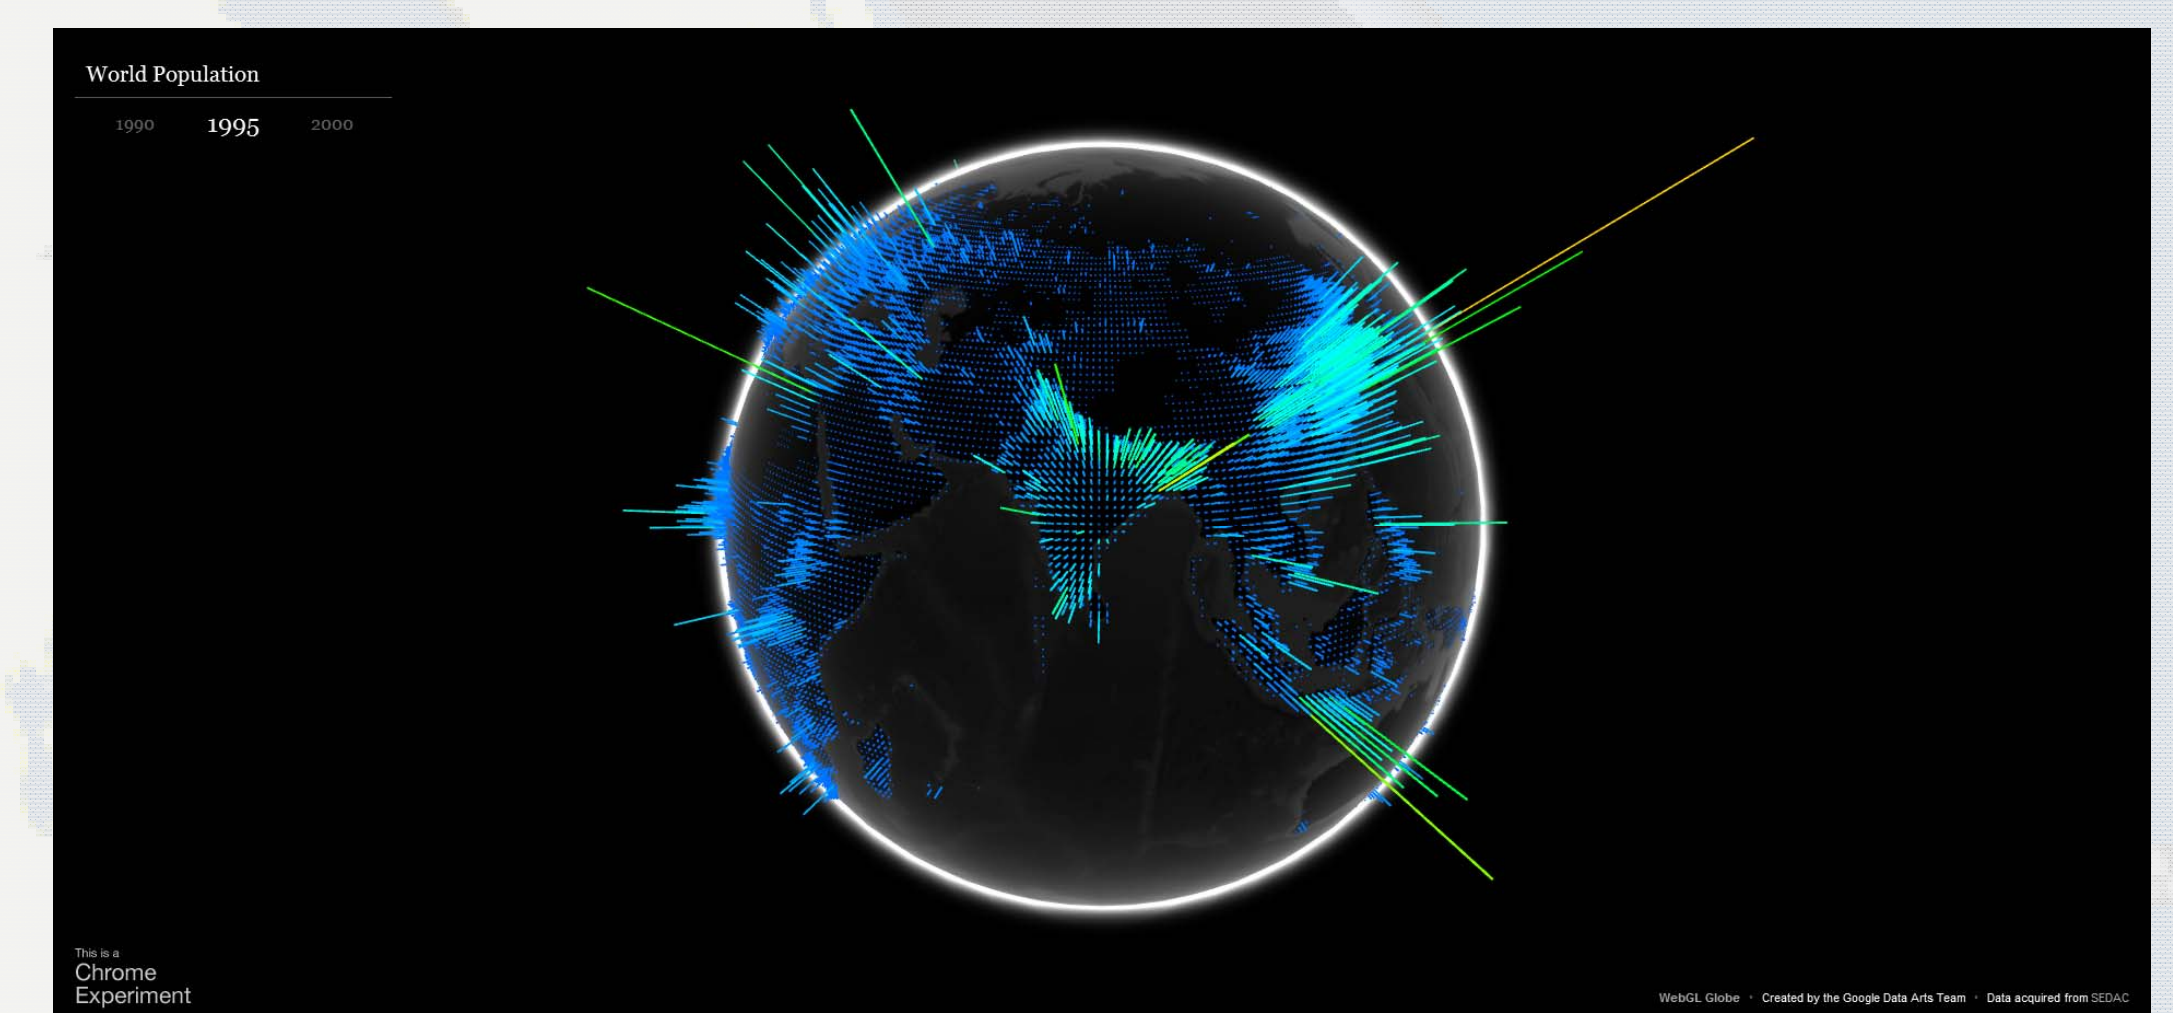 World Population
1990 1995 2000
This is a
Chrome
Experiment
WebGL Globe · Created by the Google Data Arts Team · Data acquired from SEDAC